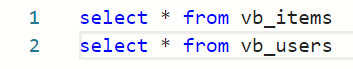 1 select * from vb_items
2 select * from vb_users